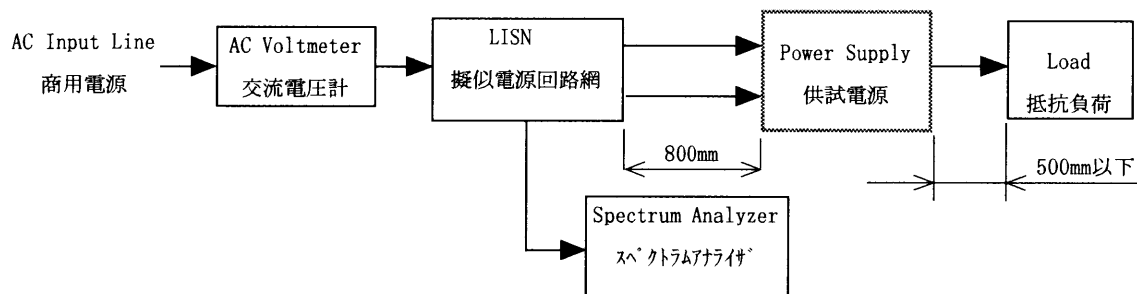 AC Input Line
商用電源
AC Voltmeter
交流電圧計
LISN
擬似電源回路網
Power Supply
供試電源
Load
抵抗負荷
800mm
500mm以下
Spectrum Analyzer
ｽﾍﾟｸﾄﾗﾑｱﾅﾗｲｻﾞ